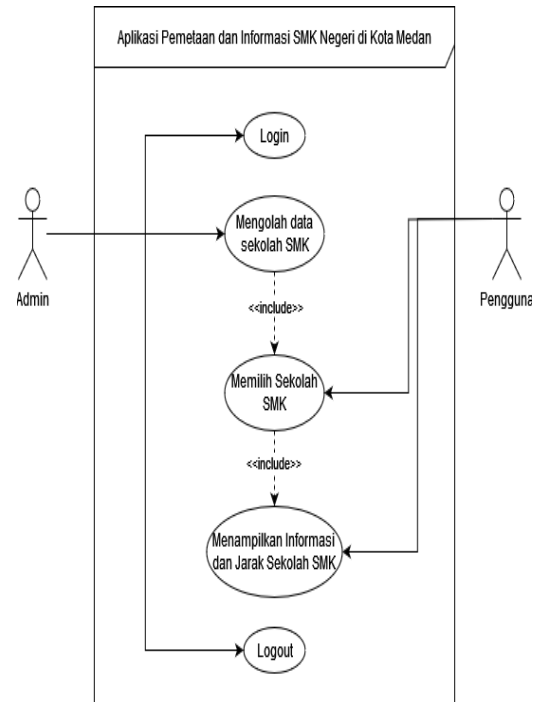 Aplikasi Pemetaan dan Informasi SMK Negeri di Kota Medan
Login
Mengolah data
sekolah SMK
Admin
Pengguna
<<include>>
Memilih Sekolah
SMK
<<include>>
Menampilkan Informasi
dan Jarak Sekolah SMK
Logout